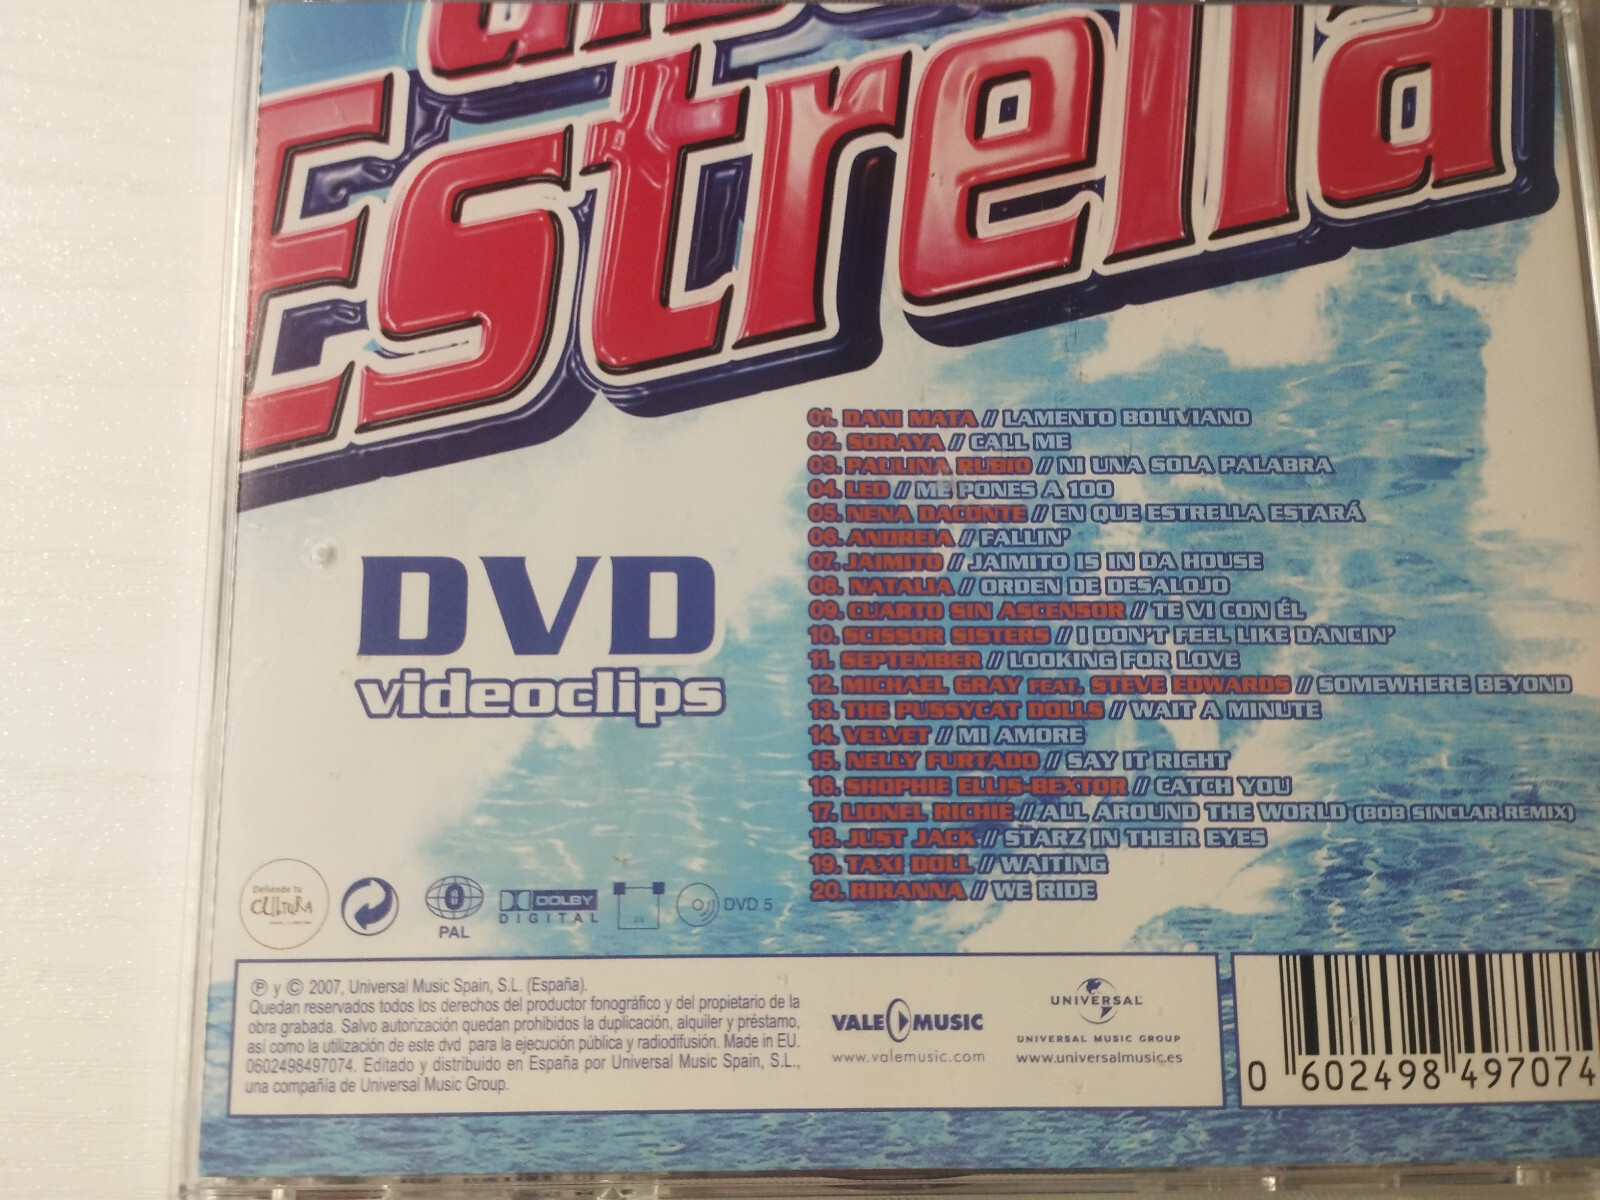 Estrella
01. DANI MATA // LAMENTO BOLIVIANO
02. SORAYA // CALL ME
03. PAULINA RUBIO // NI UNA SOLA PALABRA
04. LEO // ME PONES A 100
05. NENA DACONTE // EN QUE ESTRELLA ESTARÁ
06. ANDREIA // FALLIN'
07. JAIMITO // JAIMITO IS IN DA HOUSE
08. NATALIA // ORDEN DE DESALOJO
09. CUARTO SIN ASCENSOR // TE VI CON ÉL
10. SCISSOR SISTERS // I DON'T FEEL LIKE DANCIN'
11. SEPTEMBER // LOOKING FOR LOVE
12. MICHAEL GRAY FEAT. STEVE EDWARDS // SOMEWHERE BEYOND
13. THE PUSSYCAT DOLLS // WAIT A MINUTE
14. VELVET // MI AMORE
15. NELLY FURTADO // SAY IT RIGHT
16. SHOPHIE ELLIS-BEXTOR // CATCH YOU
17. LIONEL RICHIE // ALL AROUND THE WORLD (BOB SINCLAR REMIX)
18. JUST JACK // STARZ IN THEIR EYES
19. TAXI DOLL // WAITING
20. RIHANNA // WE RIDE
DVD
videoclips
Defiende tu
CULTURA
0
PAL
DOLBY
DIGITAL
DVD 5
Ⓟ y © 2007, Universal Music Spain, S.L. (España).
Quedan reservados todos los derechos del productor fonográfico y del propietario de la
obra grabada. Salvo autorización quedan prohibidos la duplicación, alquiler y préstamo,
así como la utilización de este dvd para la ejecución pública y radiodifusión. Made in EU.
0602498497074. Editado y distribuido en España por Universal Music Spain, S.L.,
una compañía de Universal Music Group.
VALE MUSIC
www.valemusic.com
UNIVERSAL
UNIVERSAL MUSIC GROUP
www.universalmusic.es
0 602498 497074